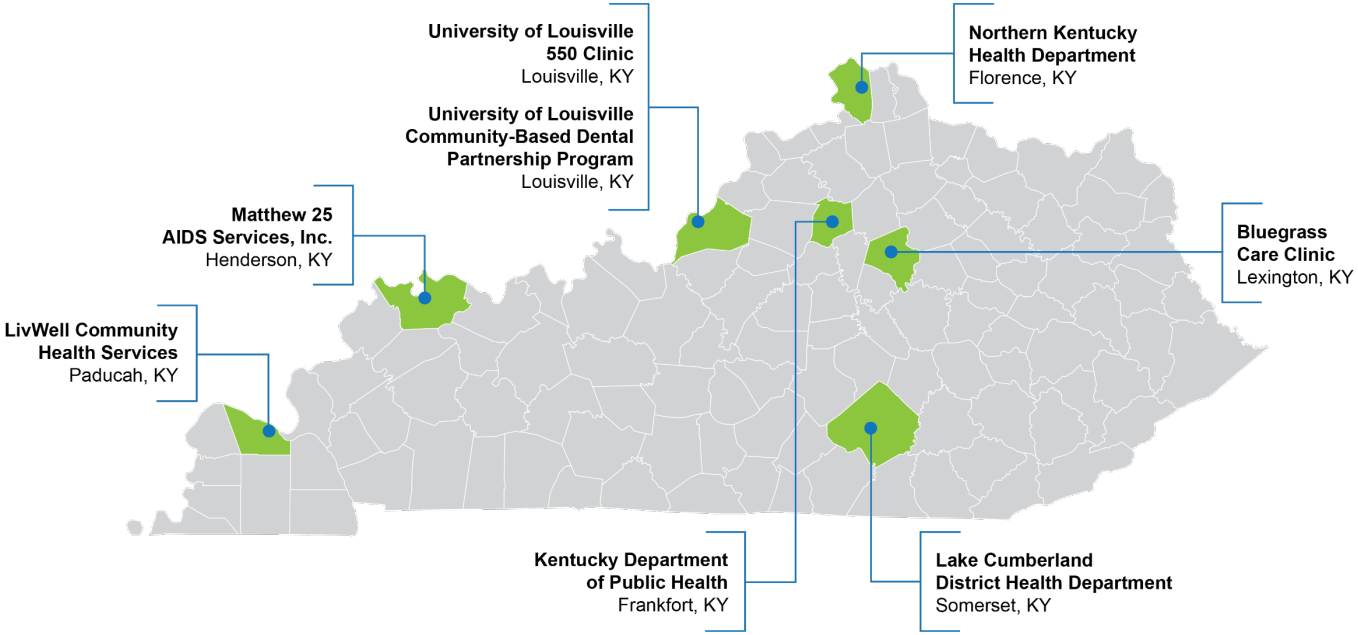 University of Louisville
550 Clinic
Louisville, KY
University of Louisville
Community-Based Dental
Partnership Program
Louisville, KY
Northern Kentucky
Health Department
Florence, KY
Matthew 25
AIDS Services, Inc.
Henderson, KY
Bluegrass
Care Clinic
Lexington, KY
LivWell Community
Health Services
Paducah, KY
Kentucky Department
of Public Health
Frankfort, KY
Lake Cumberland
District Health Department
Somerset, KY